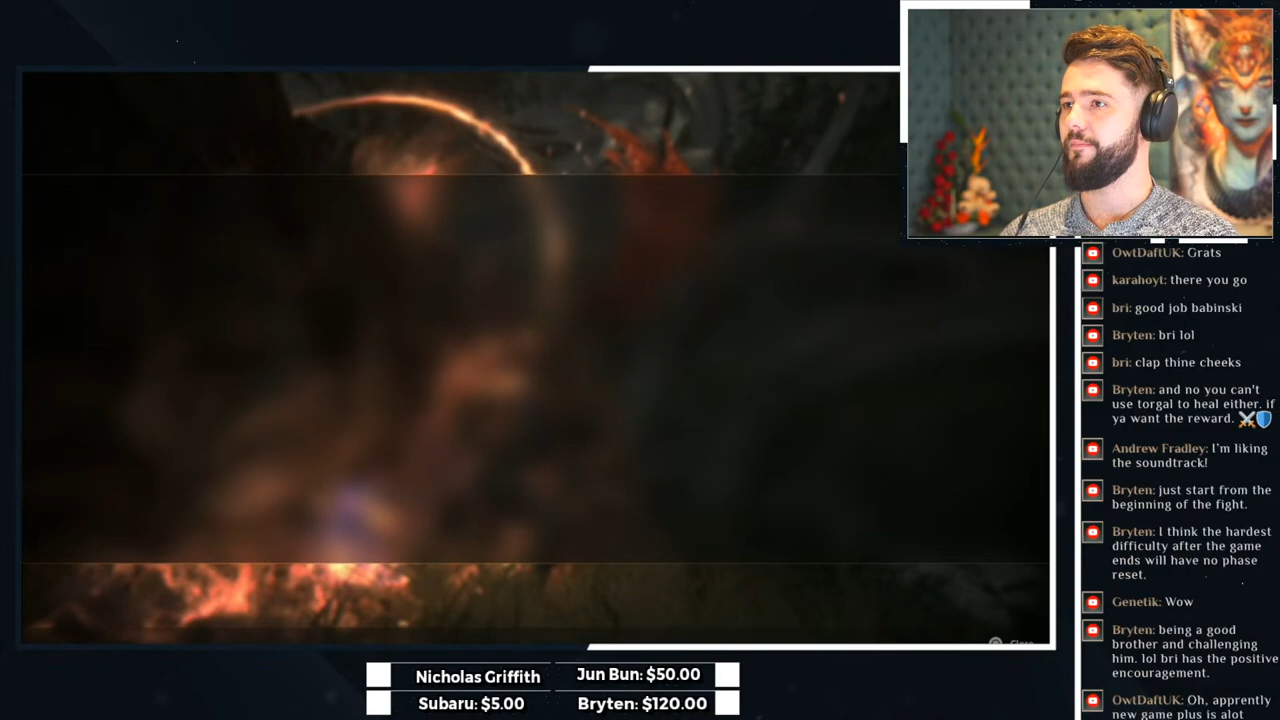 OwtDaftUK: Grats
karahoyt: there you go
bri: good job babinski
Bryten: bri lol
bri: clap thine cheeks
Bryten: and no you can't
use torgal to heal either. if
ya want the reward.
Andrew Fradley: I'm liking
the soundtrack!
Bryten: just start from the
beginning of the fight.
Bryten: I think the hardest
difficulty after the game
ends will have no phase
reset.
Genetik: Wow
Bryten: being a good
brother and challenging
him. lol bri has the positive
encouragement.
OwtDaftUK: Oh, apprently
new game plus is alot
Close
Nicholas Griffith
Jun Bun: $50.00
Subaru: $5.00
Bryten: $120.00